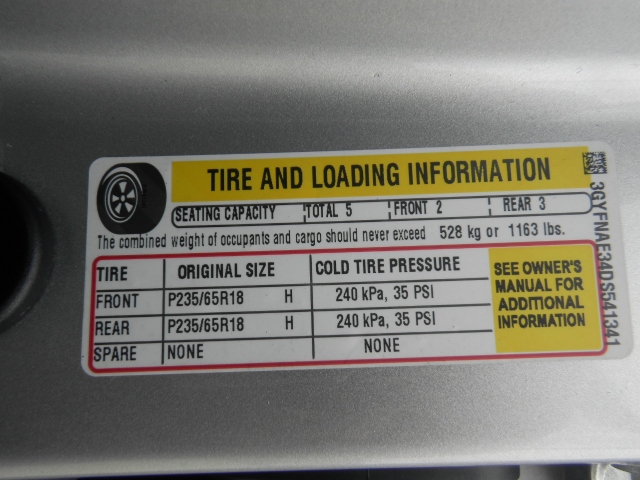 TIRE AND LOADING INFORMATION
SEATING CAPACITY TOTAL 5 FRONT 2 REAR 3
The combined weight of occupants and cargo should never exceed 528 kg or 1163 lbs.
TIRE ORIGINAL SIZE COLD TIRE PRESSURE
FRONT P235/65R18 H 240 kPa, 35 PSI
REAR P235/65R18 H 240 kPa, 35 PSI
SPARE NONE NONE
SEE OWNER'S
MANUAL FOR
ADDITIONAL
INFORMATION
3GYFNAE34DS541341